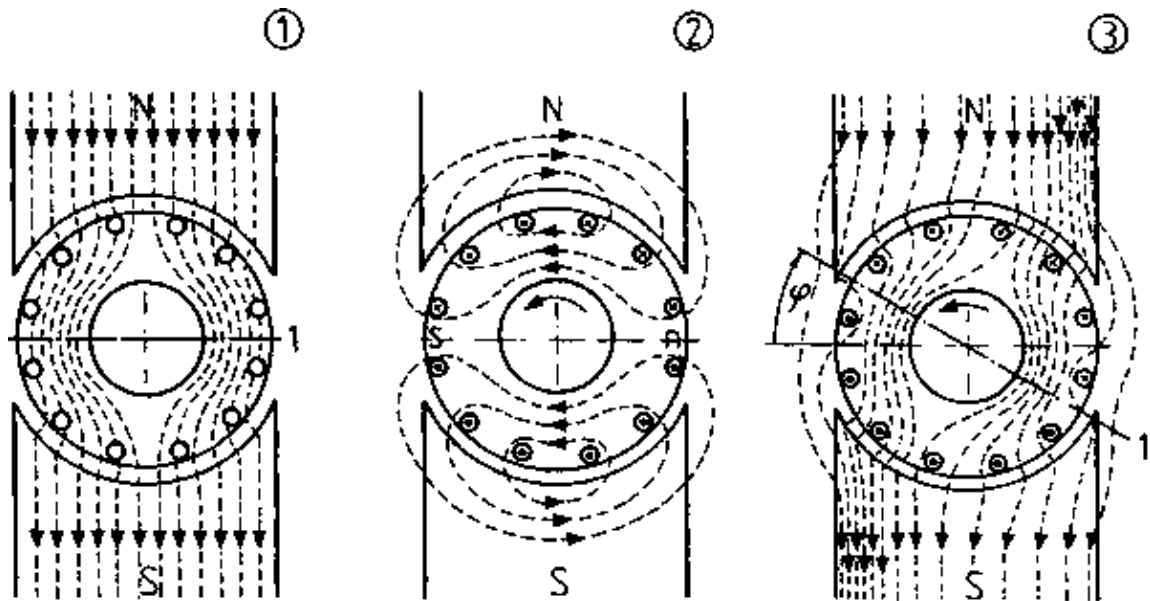 ① ② ③
N N N
φ
1 S n 1
S S S